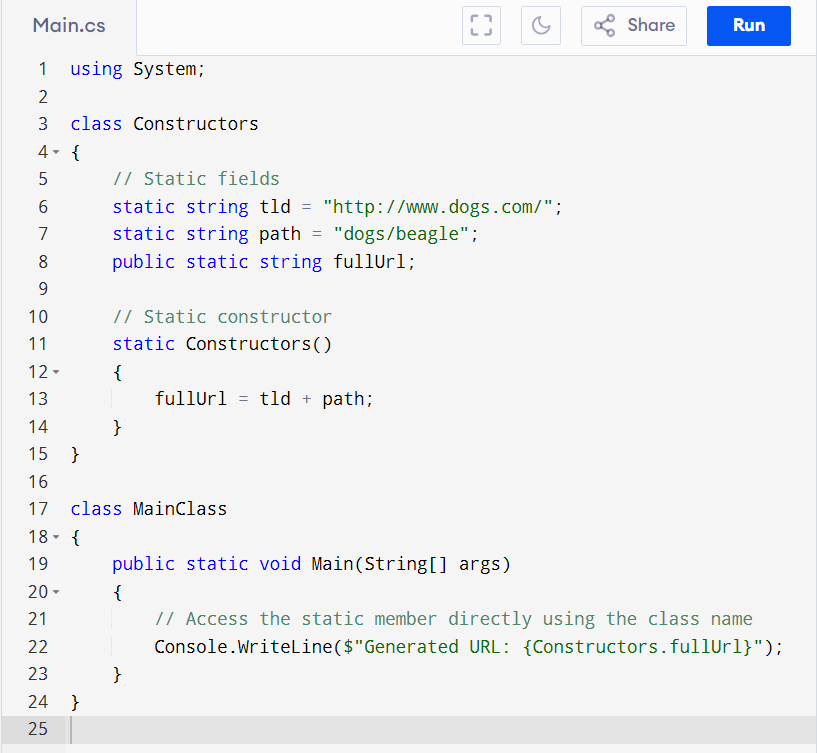 Main.cs
Share
Run
1 using System;
2
3 class Constructors
4 {
5 // Static fields
6 static string tld = "http://www.dogs.com/";
7 static string path = "dogs/beagle";
8 public static string fullUrl;
9
10 // Static constructor
11 static Constructors()
12 {
13 fullUrl = tld + path;
14 }
15 }
16
17 class MainClass
18 {
19 public static void Main(String[] args)
20 {
21 // Access the static member directly using the class name
22 Console.WriteLine($"Generated URL: {Constructors.fullUrl}");
23 }
24 }
25